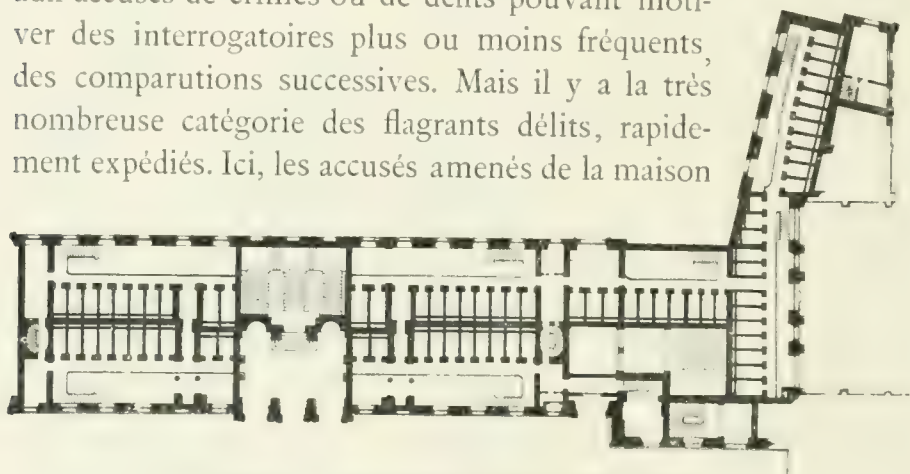 aux accusés de crimes ou de délits pouvant moti-
ver des interrogatoires plus ou moins fréquents,
des comparutions successives. Mais il y a la très
nombreuse catégorie des flagrants délits, rapide-
ment expédiés. Ici, les accusés amenés de la maison